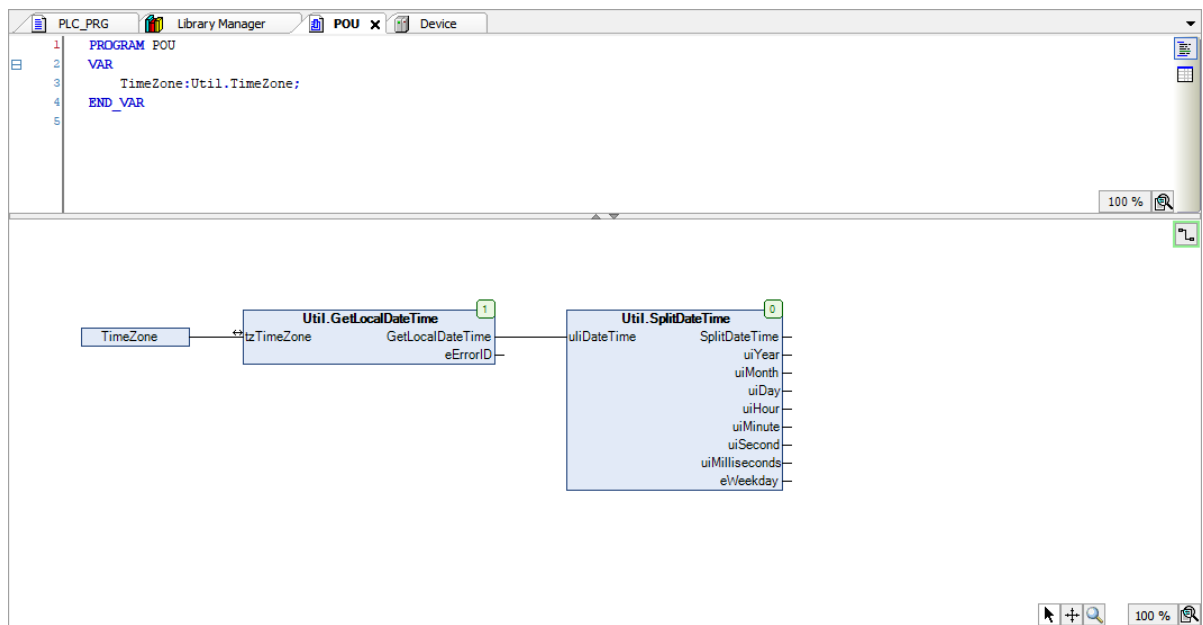 PLC_PRG Library Manager POU X Device
1 PROGRAM POU
2 VAR
3 TimeZone:Util.TimeZone;
4 END_VAR
5
100 %
1 0
Util.GetLocalDateTime Util.SplitDateTime
TimeZone tzTimeZone GetLocalDateTime uliDateTime SplitDateTime
eErrorID uiYear
uiMonth
uiDay
uiHour
uiMinute
uiSecond
uiMilliseconds
eWeekday
100 %